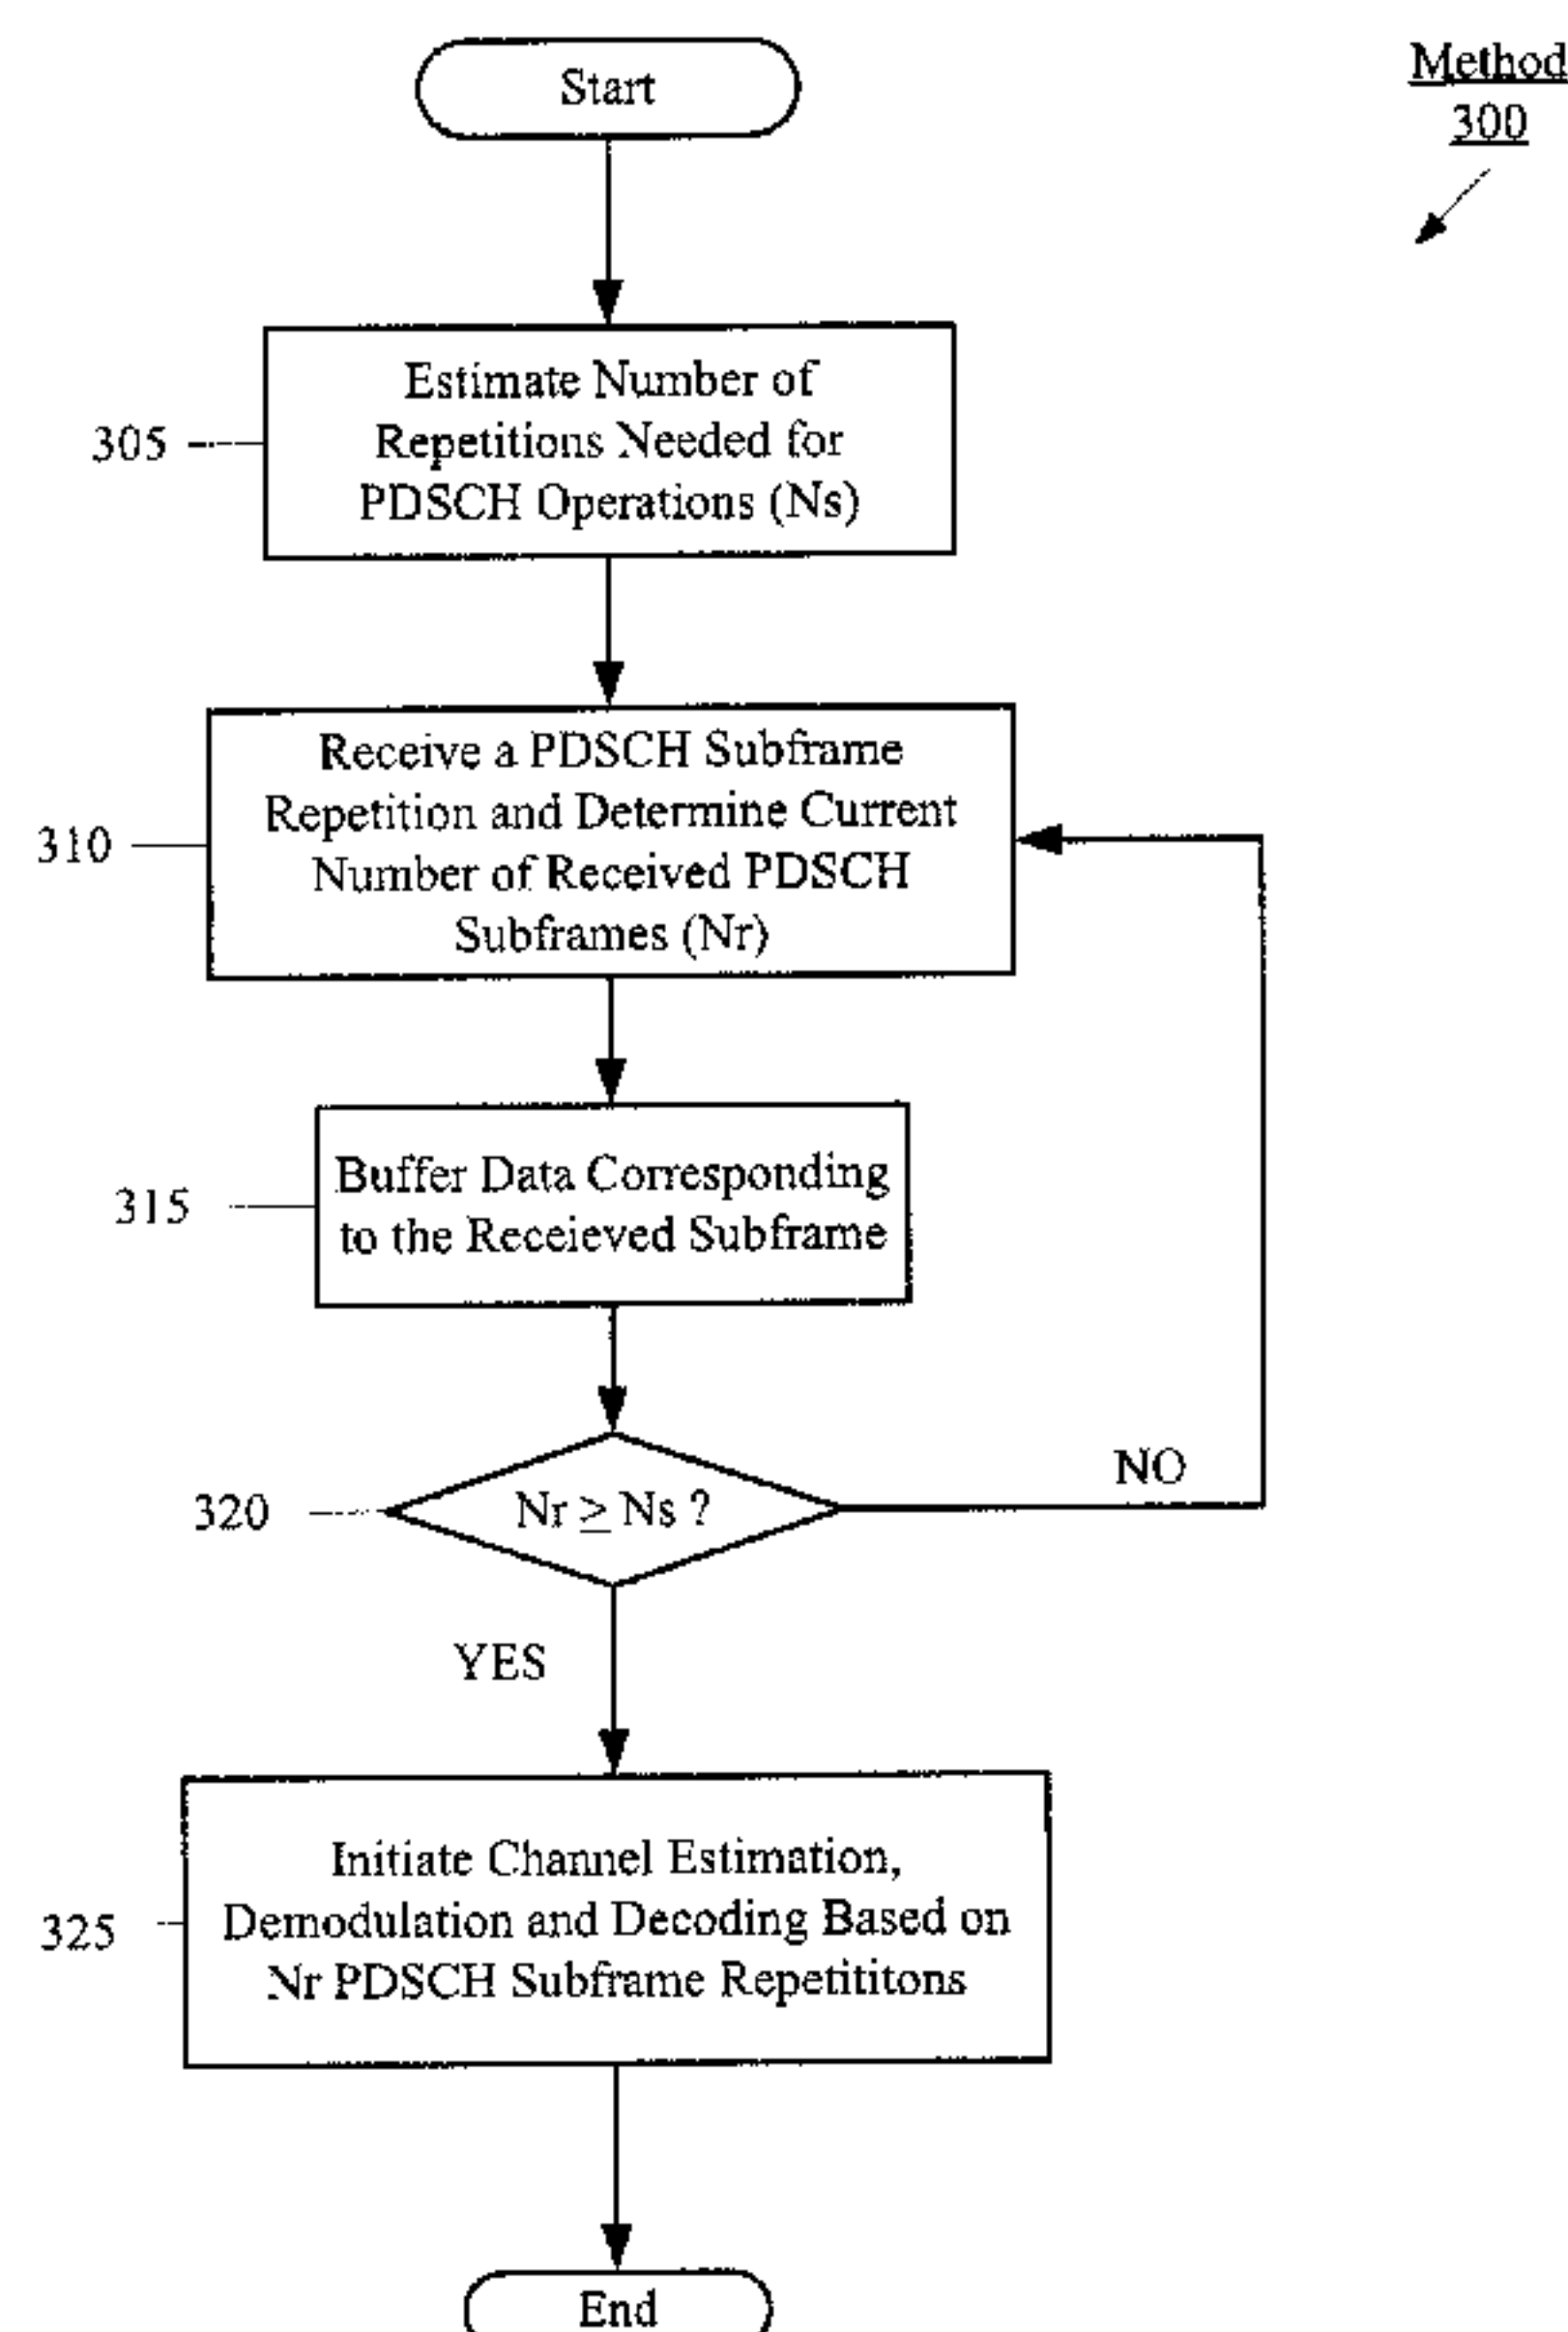 Start
Method
300
Estimate Number of
Repetitions Needed for
PDSCH Operations (Ns)
305
Receive a PDSCH Subframe
Repetition and Determine Current
Number of Received PDSCH
Subframes (Nr)
310
Buffer Data Corresponding
to the Receieved Subframe
315
Nr ≥ Ns ?
320
NO
YES
Initiate Channel Estimation,
Demodulation and Decoding Based on
Nr PDSCH Subframe Repetititons
325
End